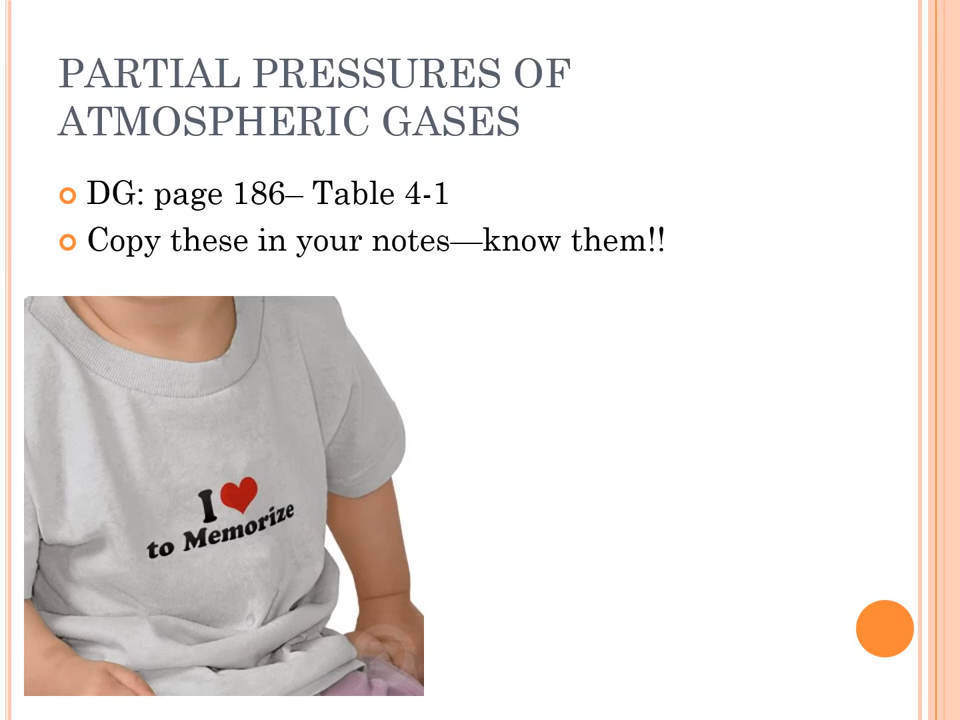 PARTIAL PRESSURES OF
ATMOSPHERIC GASES
DG: page 186– Table 4-1
Copy these in your notes—know them!!
I ❤
to Memorize